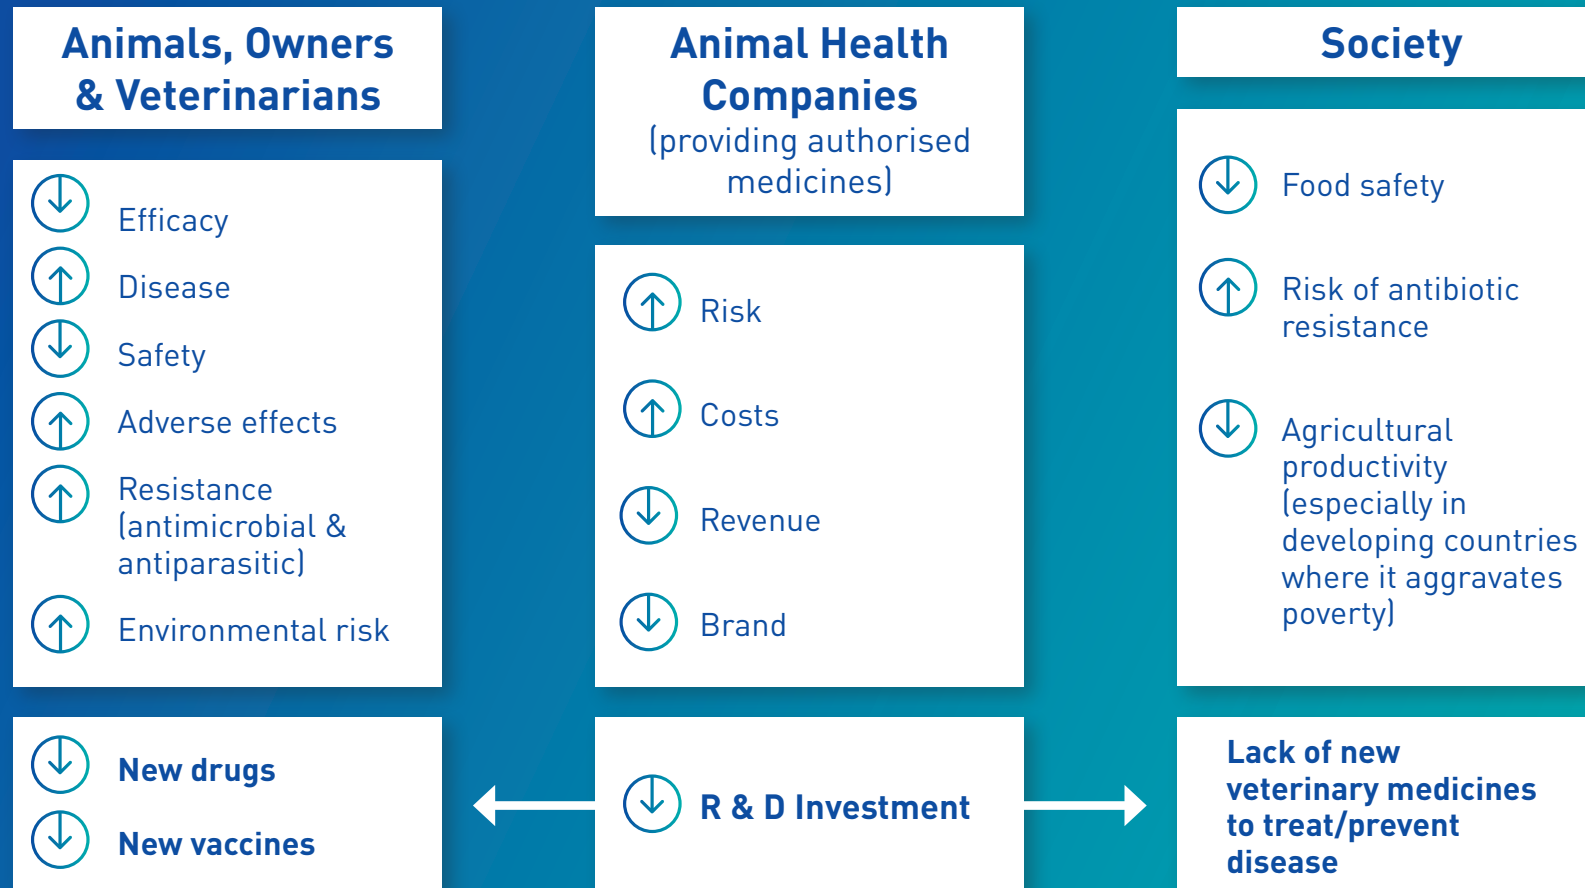 Animals, Owners
& Veterinarians
Efficacy
Disease
Safety
Adverse effects
Resistance
(antimicrobial &
antiparasitic)
Environmental risk
New drugs
New vaccines
Animal Health
Companies
(providing authorised
medicines)
Risk
Costs
Revenue
Brand
R & D Investment
Society
Food safety
Risk of antibiotic
resistance
Agricultural
productivity
(especially in
developing countries
where it aggravates
poverty)
Lack of new
veterinary medicines
to treat/prevent
disease